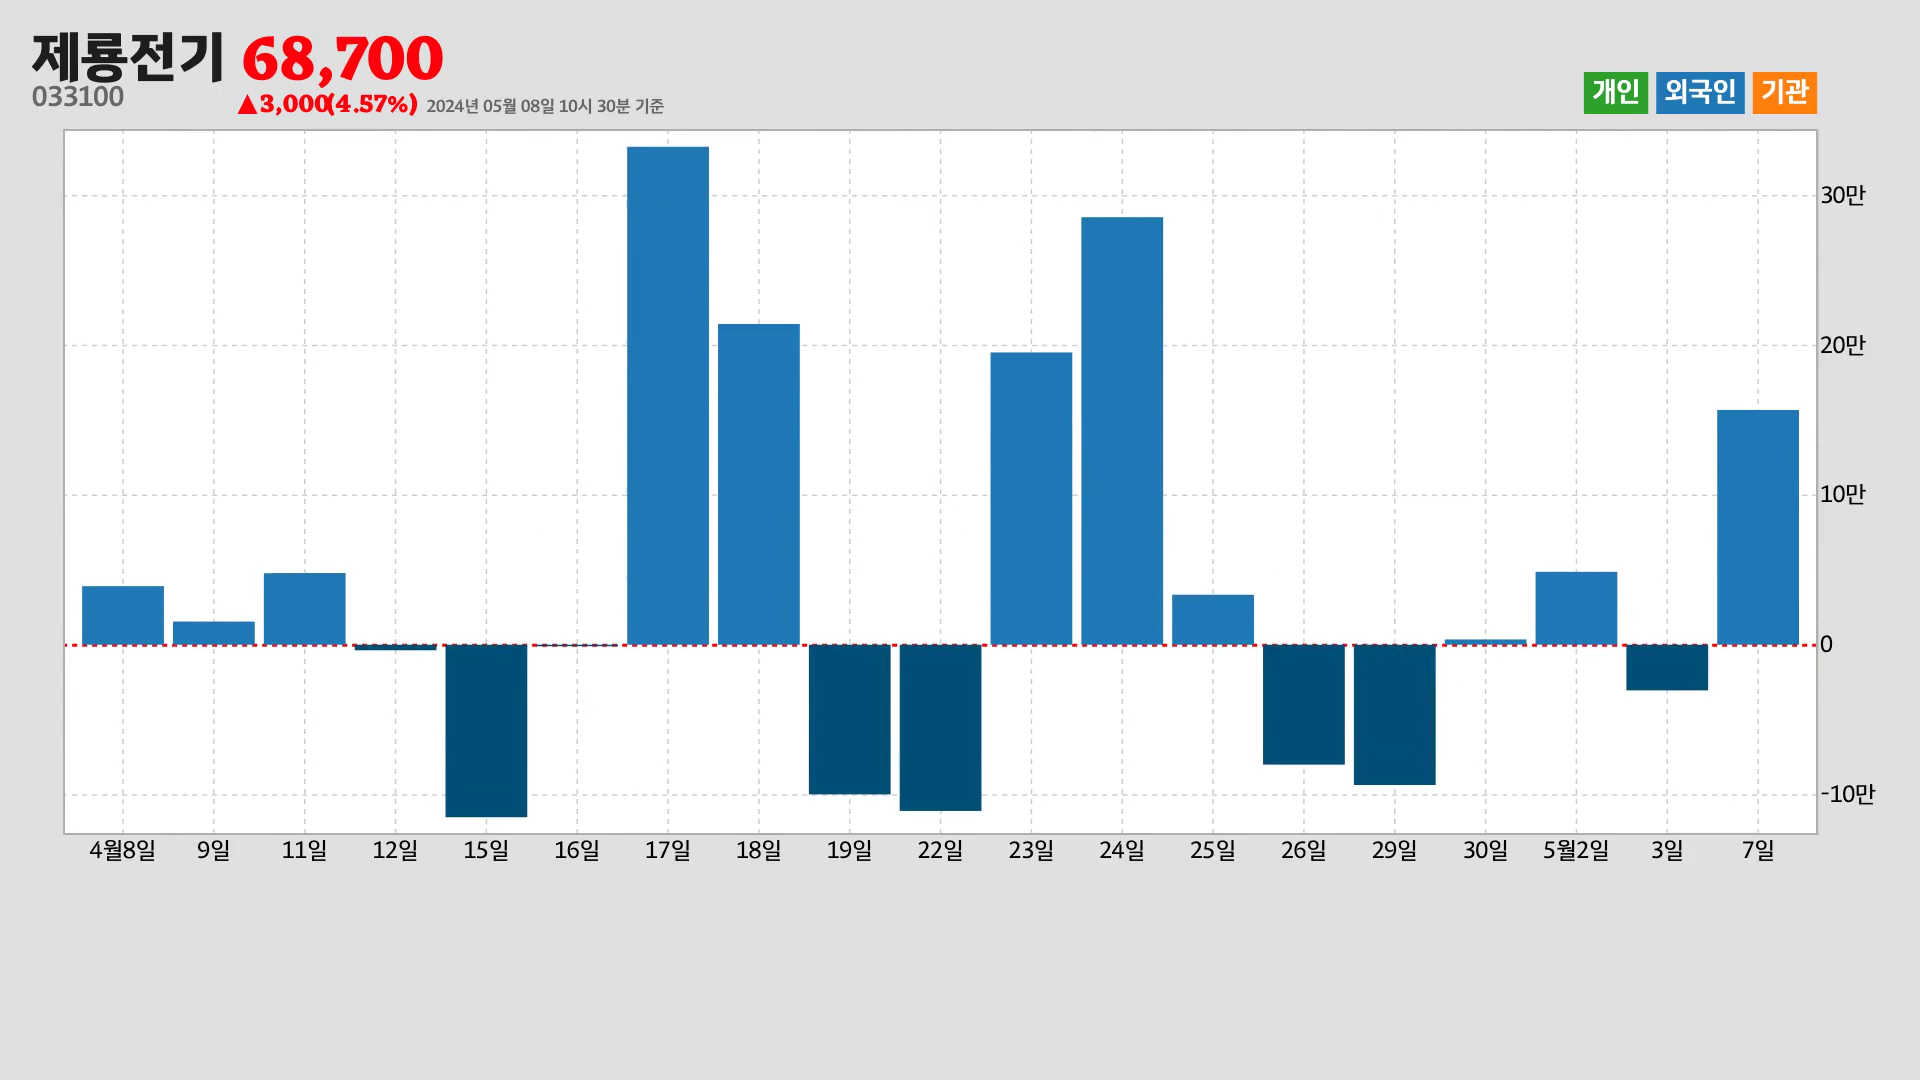 제룡전기 68,700
033100
▲3,000(4.57%) 2024년 05월 08일 10시 30분 기준
개인 외국인 기관
30만
20만
10만
0
-10만
4월8일 9일 11일 12일 15일 16일 17일 18일 19일 22일 23일 24일 25일 26일 29일 30일 5월2일 3일 7일